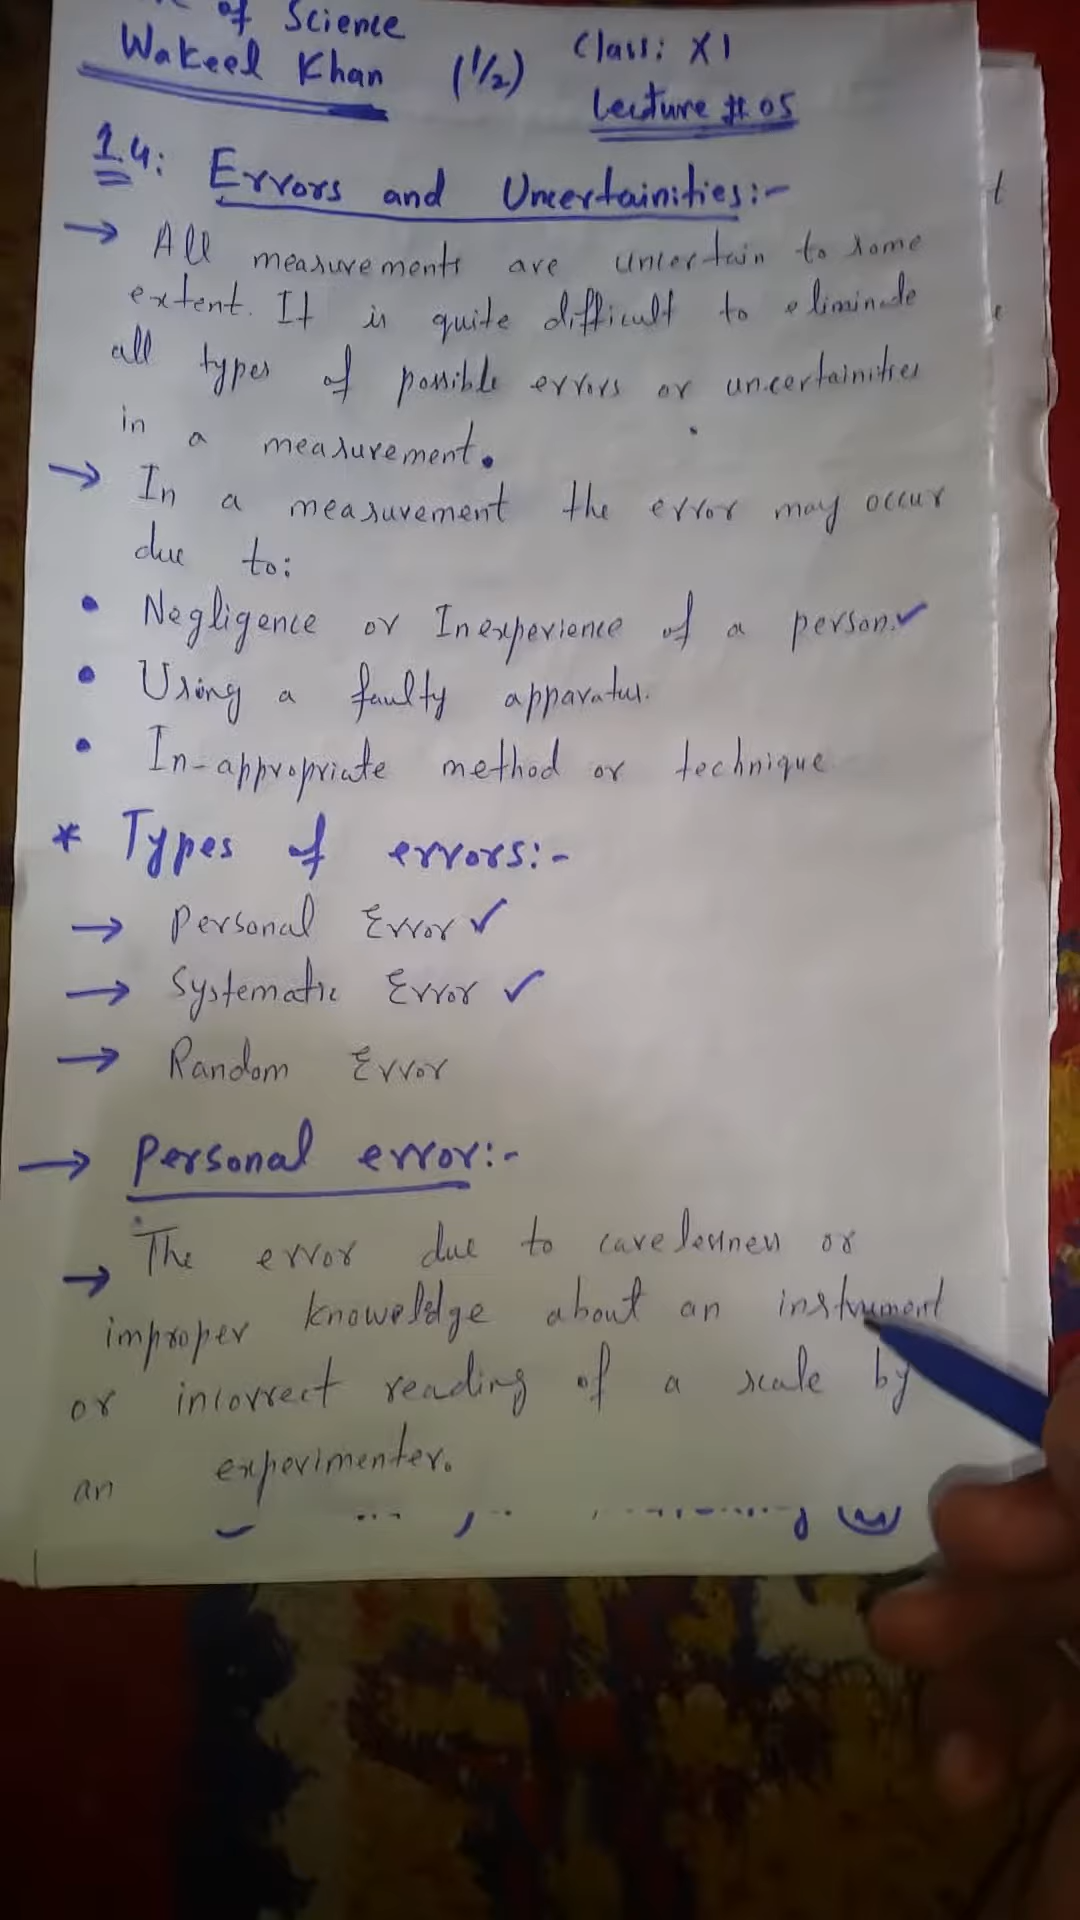 of Science
Wakeel Khan (1/2) Class: XI
Lecture # 05
1.4: Errors and Uncertainities:-
→ All measurements are uncertain to some
extent. It is quite difficult to eliminate
all types of possible errors or uncertainities
in a measurement.
→ In a measurement the error may occur
due to:
• Negligence or Inexperience of a person. ✓
• Using a faulty apparatus.
• In-appropriate method or technique
* Types of errors:-
→ Personal Error ✓
→ Systematic Error ✓
→ Random Error
→ Personal error:-
→ The error due to carelessness or
improper knoweldge about an instrument
or incorrect reading of a scale by
an experimenter.